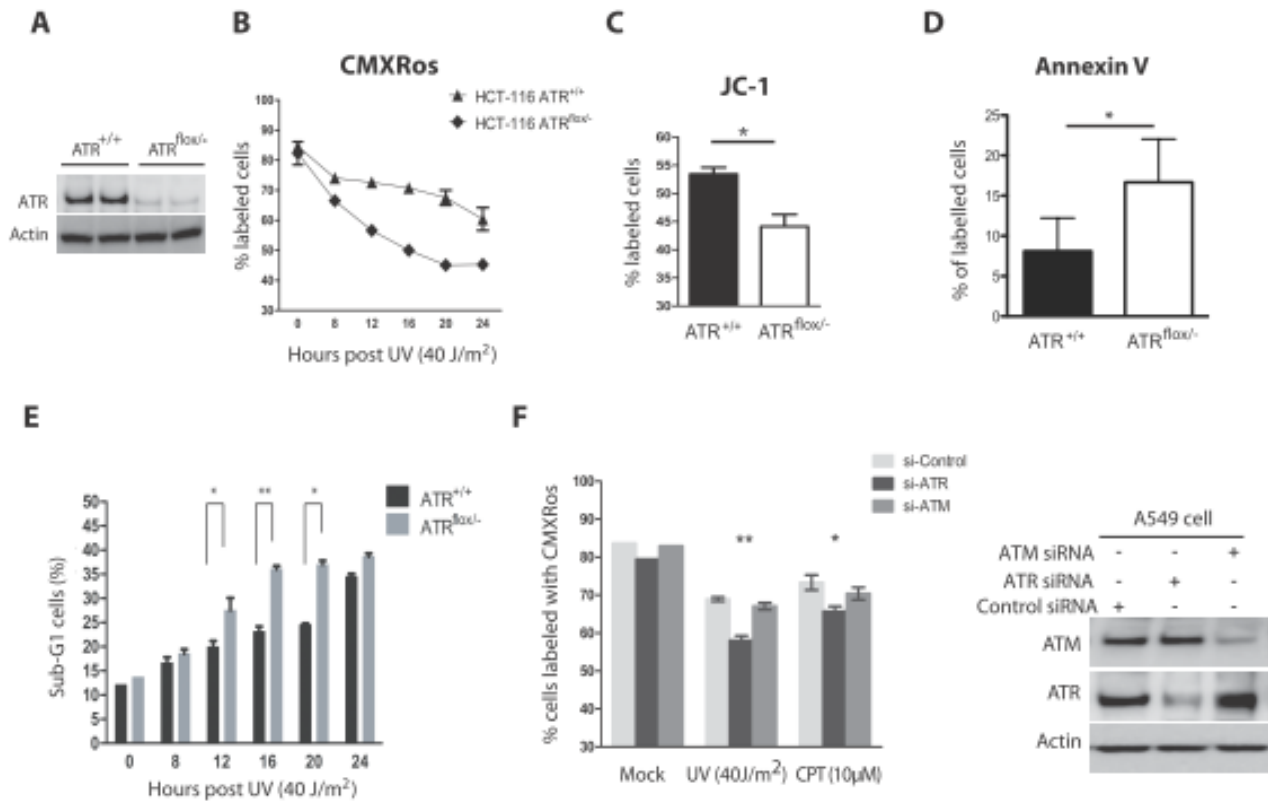 A
ATR+/+ ATRflox/-
ATR
Actin
B
CMXRos
HCT-116 ATR+/+
HCT-116 ATRflox/-
% labeled cells
100
90
80
70
60
50
40
30
0 8 12 16 20 24
Hours post UV (40 J/m2)
C
JC-1
*
% labeled cells
60
55
50
45
40
35
30
ATR+/+ ATRflox/-
D
Annexin V
*
% of labelled cells
25
20
15
10
5
0
ATR+/+ ATRflox/-
E
* ** *
ATR+/+
ATRflox/-
Sub-G1 cells (%)
50
45
40
35
30
25
20
15
10
5
0
0 8 12 16 20 24
Hours post UV (40 J/m2)
F
si-Control
si-ATR
si-ATM
% cells labeled with CMXRos
100
90
80
70
60
50
40
30
** *
Mock UV (40J/m2) CPT (10μM)
A549 cell
ATM siRNA - - +
ATR siRNA - + -
Control siRNA + - -
ATM
ATR
Actin